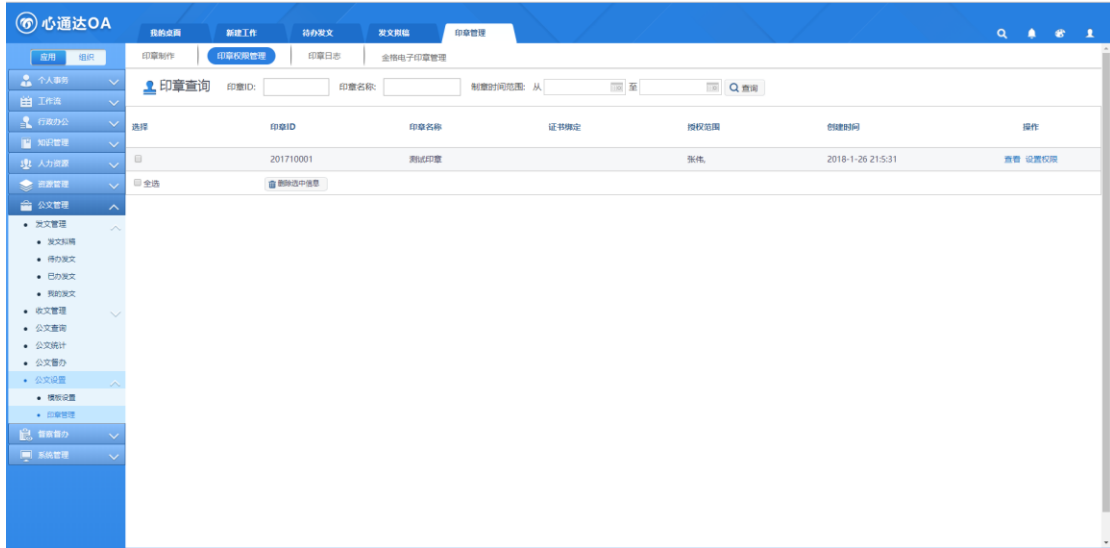 心通达OA
我的桌面 新建工作 待办发文 发文拟稿 印章管理
应用 组织
印章制作 印章权限管理 印章日志 金格电子印章管理
个人事务
工作流
行政办公
知识管理
人力资源
资源管理
公文管理
发文管理
发文拟稿
待办发文
已办发文
我的发文
收文管理
公文查询
公文统计
公文督办
公文设置
模板设置
印章管理
督察督办
系统管理
印章查询 印章ID: 印章名称: 制章时间范围: 从 至 查询
选择 印章ID 印章名称 证书绑定 授权范围 创建时间 操作
201710001 测试印章 张伟, 2018-1-26 21:5:31 查看 设置权限
全选 删除选中信息